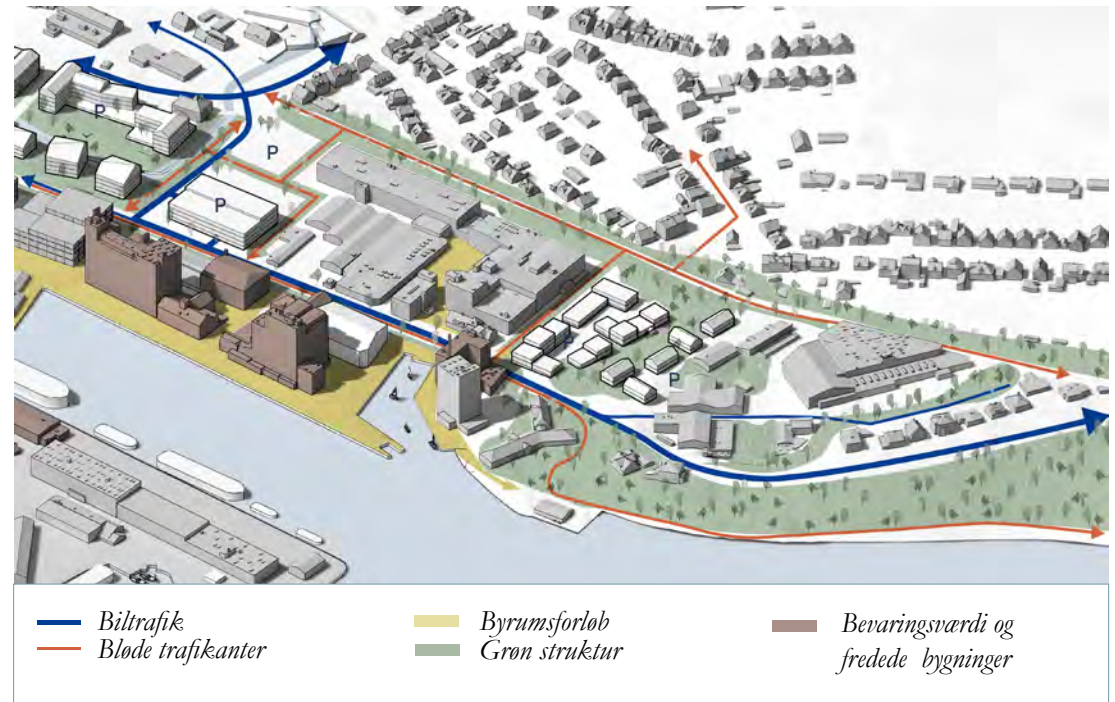 P
P
P
P
P
Biltrafik
Bløde trafikanter
Byrumsforløb
Grøn struktur
Bevaringsværdi og
fredede bygninger